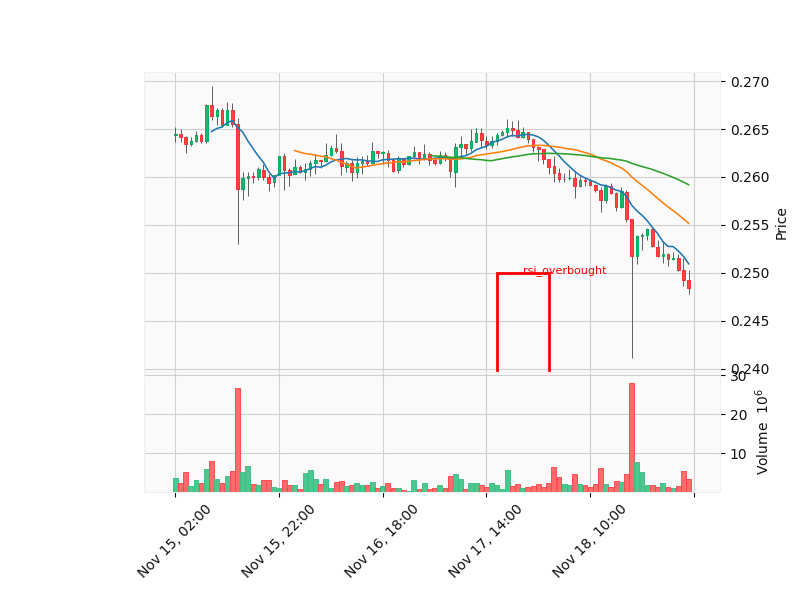 0.270
0.265
0.260
0.255
0.250
0.245
0.240
Price
rsi_overbought
30
20
10
Volume 10^6
Nov 15, 02:00
Nov 15, 22:00
Nov 16, 18:00
Nov 17, 14:00
Nov 18, 10:00